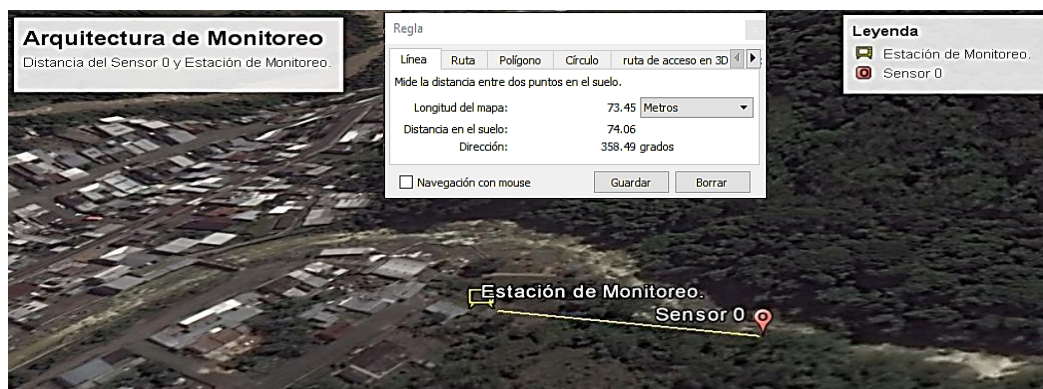 Arquitectura de Monitoreo
Distancia del Sensor 0 y Estación de Monitoreo.
Regla
Línea Ruta Polígono Círculo ruta de acceso en 3D
Mide la distancia entre dos puntos en el suelo.
Longitud del mapa: 73.45 Metros
Distancia en el suelo: 74.06
Dirección: 358.49 grados
Navegación con mouse Guardar Borrar
Leyenda
Estación de Monitoreo.
Sensor 0
Estación de Monitoreo.
Sensor 0